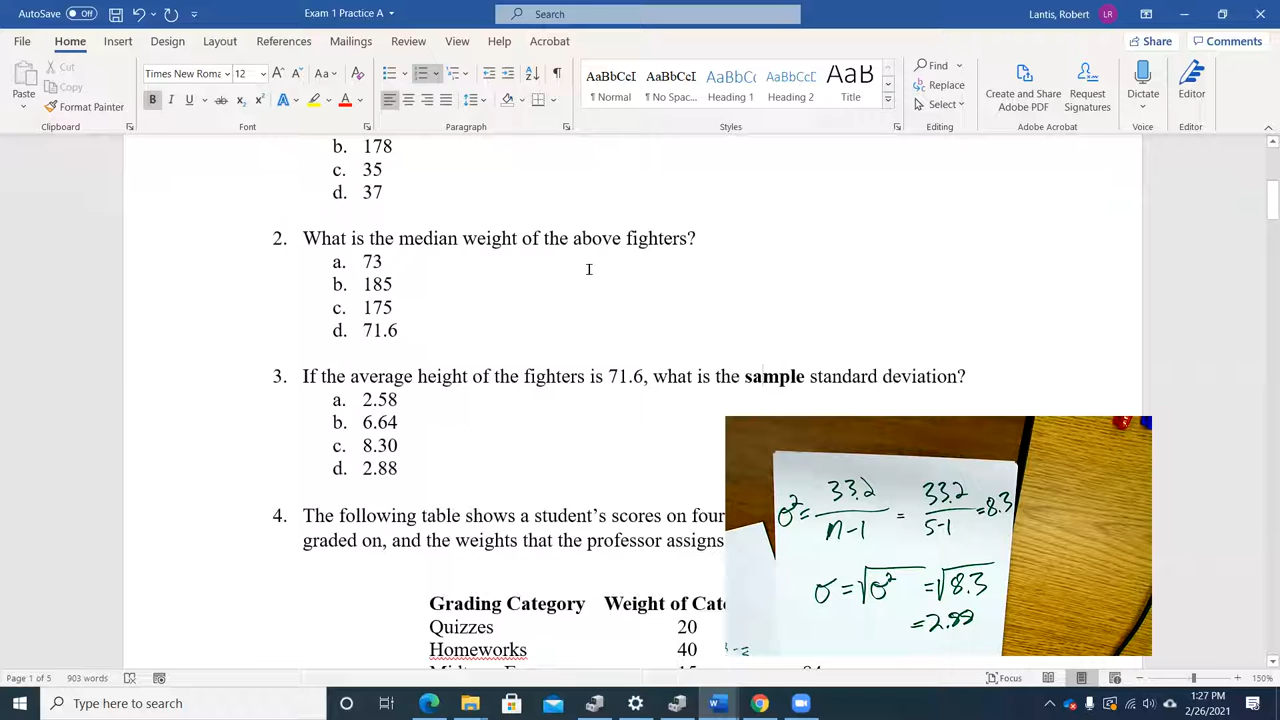 AutoSave Off
Exam 1 Practice A
Search
Lantis, Robert LR
File Home Insert Design Layout References Mailings Review View Help Acrobat
Share Comments
Paste
Cut
Copy
Format Painter
Clipboard
Times New Roma 12
Aa
B I U ab x₂ x² A A
Font
Paragraph
AaBbCcI AaBbCcI AaBbCc AaBbCcI AaB
¶ Normal ¶ No Spac... Heading 1 Heading 2 Title
Styles
Find
Replace
Select
Editing
Create and Share
Adobe PDF
Request
Signatures
Adobe Acrobat
Dictate
Voice
Editor
Editor
b. 178
c. 35
d. 37
2. What is the median weight of the above fighters?
a. 73
b. 185
c. 175
d. 71.6
3. If the average height of the fighters is 71.6, what is the sample standard deviation?
a. 2.58
b. 6.64
c. 8.30
d. 2.88
4. The following table shows a student's scores on four
graded on, and the weights that the professor assigns
Grading Category Weight of Cate
Quizzes 20
Homeworks 40
σ² = 33.2 / n-1 = 33.2 / 5-1 = 8.3
σ = √σ² = √8.3
= 2.88
Page 1 of 5 903 words
Focus
150%
Type here to search
1:27 PM
2/26/2021